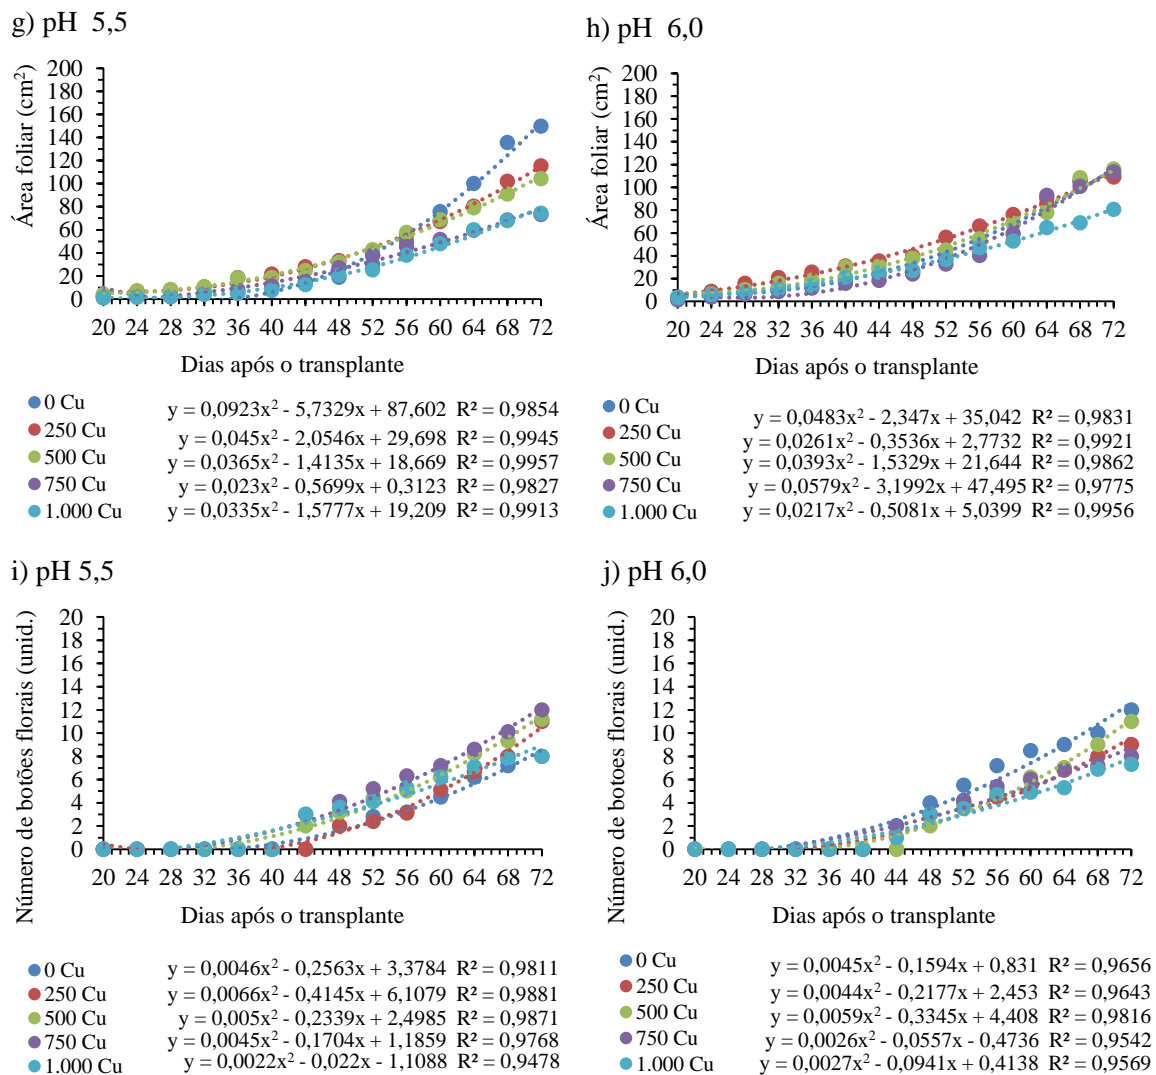 g) pH 5,5
Área foliar (cm²)
200
180
160
140
120
100
80
60
40
20
0
20 24 28 32 36 40 44 48 52 56 60 64 68 72
Dias após o transplante
0 Cu y = 0,0923x² - 5,7329x + 87,602 R² = 0,9854
250 Cu y = 0,045x² - 2,0546x + 29,698 R² = 0,9945
500 Cu y = 0,0365x² - 1,4135x + 18,669 R² = 0,9957
750 Cu y = 0,023x² - 0,5699x + 0,3123 R² = 0,9827
1.000 Cu y = 0,0335x² - 1,5777x + 19,209 R² = 0,9913
h) pH 6,0
Área foliar (cm²)
200
180
160
140
120
100
80
60
40
20
0
20 24 28 32 36 40 44 48 52 56 60 64 68 72
Dias após o transplante
0 Cu y = 0,0483x² - 2,347x + 35,042 R² = 0,9831
250 Cu y = 0,0261x² - 0,3536x + 2,7732 R² = 0,9921
500 Cu y = 0,0393x² - 1,5329x + 21,644 R² = 0,9862
750 Cu y = 0,0579x² - 3,1992x + 47,495 R² = 0,9775
1.000 Cu y = 0,0217x² - 0,5081x + 5,0399 R² = 0,9956
i) pH 5,5
Número de botões florais (unid.)
20
18
16
14
12
10
8
6
4
2
0
20 24 28 32 36 40 44 48 52 56 60 64 68 72
Dias após o transplante
0 Cu y = 0,0046x² - 0,2563x + 3,3784 R² = 0,9811
250 Cu y = 0,0066x² - 0,4145x + 6,1079 R² = 0,9881
500 Cu y = 0,005x² - 0,2339x + 2,4985 R² = 0,9871
750 Cu y = 0,0045x² - 0,1704x + 1,1859 R² = 0,9768
1.000 Cu y = 0,0022x² - 0,022x - 1,1088 R² = 0,9478
j) pH 6,0
Número de botoes florais (unid.)
20
18
16
14
12
10
8
6
4
2
0
20 24 28 32 36 40 44 48 52 56 60 64 68 72
Dias após o transplante
0 Cu y = 0,0045x² - 0,1594x + 0,831 R² = 0,9656
250 Cu y = 0,0044x² - 0,2177x + 2,453 R² = 0,9643
500 Cu y = 0,0059x² - 0,3345x + 4,408 R² = 0,9816
750 Cu y = 0,0026x² - 0,0557x - 0,4736 R² = 0,9542
1.000 Cu y = 0,0027x² - 0,0941x + 0,4138 R² = 0,9569